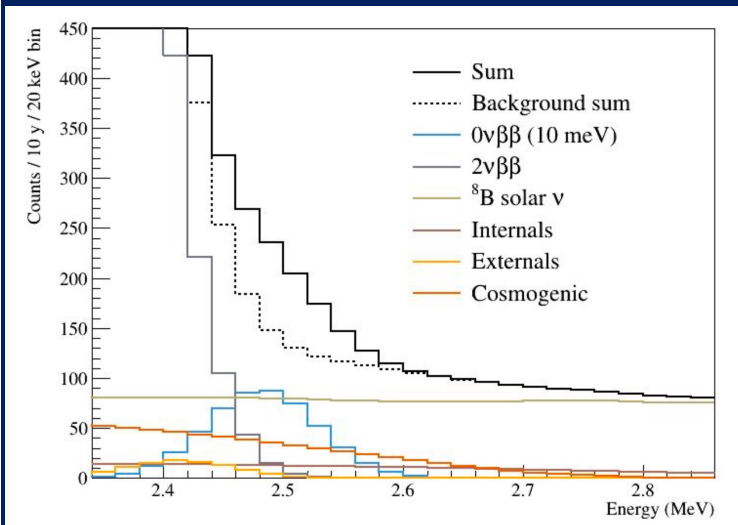 Counts / 10 y / 20 keV bin
450
400
350
300
250
200
150
100
50
0
Sum
Background sum
0νββ (10 meV)
2νββ
⁸B solar ν
Internals
Externals
Cosmogenic
2.4 2.5 2.6 2.7 2.8
Energy (MeV)